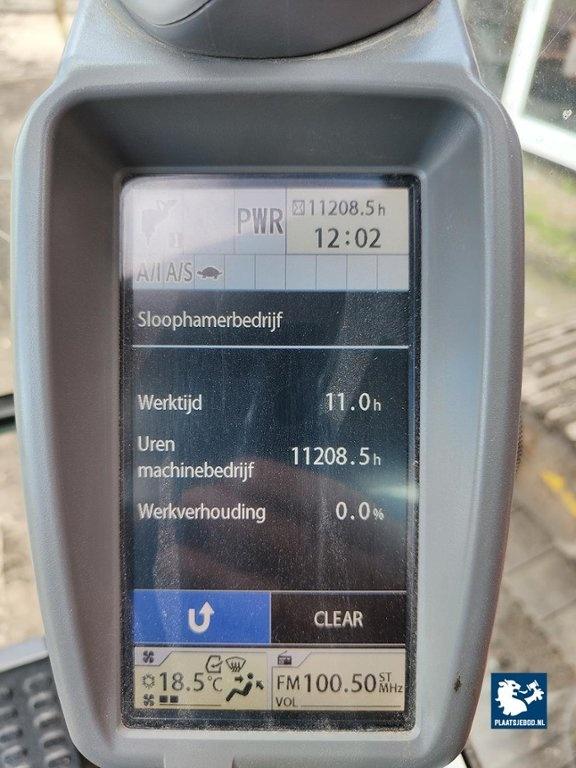 PWR
11208.5h
12:02
1
A/I A/S
Sloophamerbedrijf
Werktijd 11.0h
Uren
machinebedrijf 11208.5h
Werkverhouding 0.0%
CLEAR
18.5°C
FM 100.50 ST MHz
VOL
PLAATSJEBOD.NL